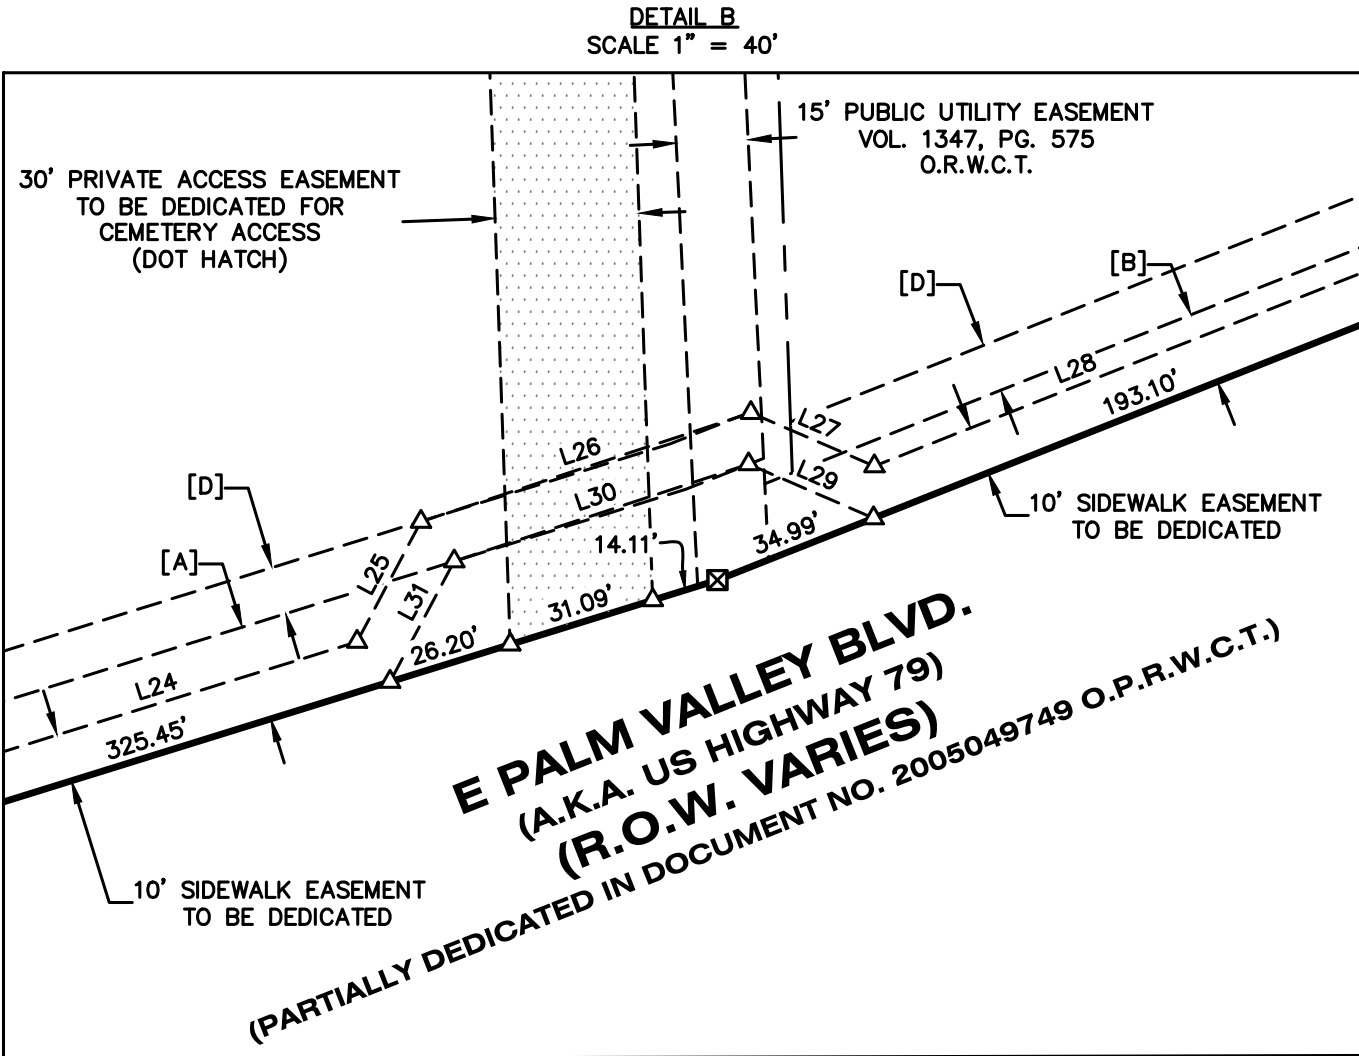 DETAIL B
SCALE 1" = 40'
15' PUBLIC UTILITY EASEMENT
VOL. 1347, PG. 575
O.R.W.C.T.
30' PRIVATE ACCESS EASEMENT
TO BE DEDICATED FOR
CEMETERY ACCESS
(DOT HATCH)
[B]
[D]
L28
193.10'
L27
L26
L29
L30
[D]
10' SIDEWALK EASEMENT
TO BE DEDICATED
34.99'
14.11'
[A]
L25
L31
31.09'
26.20'
L24
325.45'
E PALM VALLEY BLVD.
(A.K.A. US HIGHWAY 79)
(R.O.W. VARIES)
(PARTIALLY DEDICATED IN DOCUMENT NO. 2005049749 O.P.R.W.C.T.)
10' SIDEWALK EASEMENT
TO BE DEDICATED